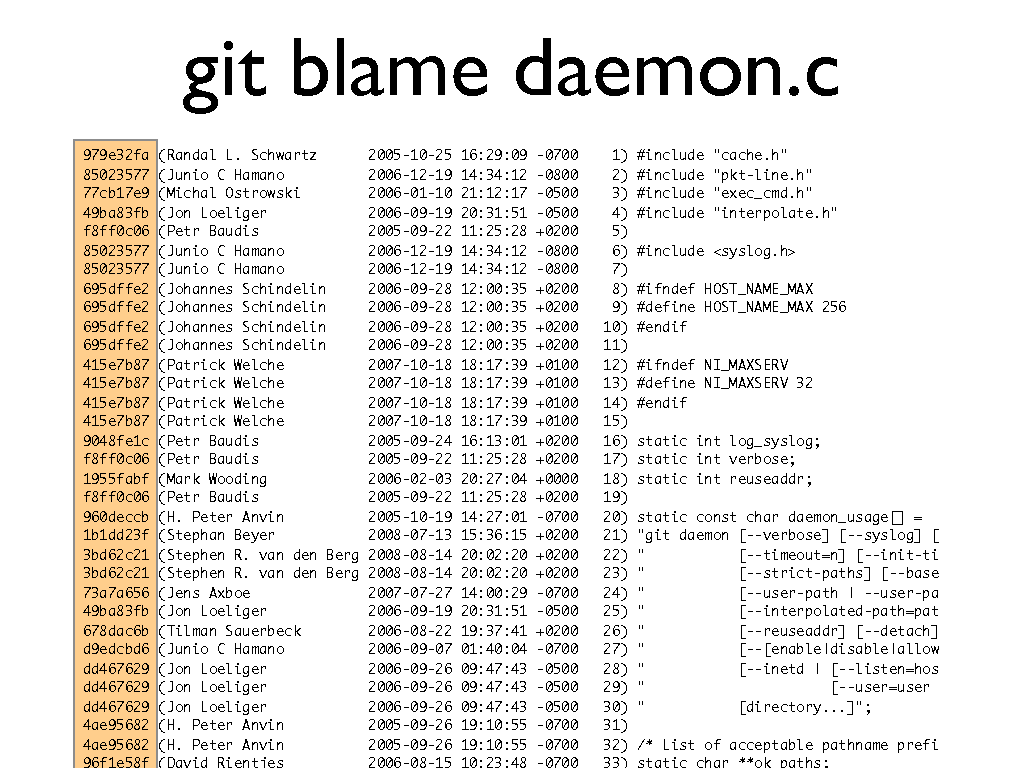 git blame daemon.c
979e32fa (Randal L. Schwartz      2005-10-25 16:29:09 -0700    1) #include "cache.h"
85023577 (Junio C Hamano          2006-12-19 14:34:12 -0800    2) #include "pkt-line.h"
77cb17e9 (Michal Ostrowski        2006-01-10 21:12:17 -0500    3) #include "exec_cmd.h"
49ba83fb (Jon Loeliger            2006-09-19 20:31:51 -0500    4) #include "interpolate.h"
f8ff0c06 (Petr Baudis             2005-09-22 11:25:28 +0200    5)
85023577 (Junio C Hamano          2006-12-19 14:34:12 -0800    6) #include <syslog.h>
85023577 (Junio C Hamano          2006-12-19 14:34:12 -0800    7)
695dffe2 (Johannes Schindelin     2006-09-28 12:00:35 +0200    8) #ifndef HOST_NAME_MAX
695dffe2 (Johannes Schindelin     2006-09-28 12:00:35 +0200    9) #define HOST_NAME_MAX 256
695dffe2 (Johannes Schindelin     2006-09-28 12:00:35 +0200   10) #endif
695dffe2 (Johannes Schindelin     2006-09-28 12:00:35 +0200   11)
415e7b87 (Patrick Welche          2007-10-18 18:17:39 +0100   12) #ifndef NI_MAXSERV
415e7b87 (Patrick Welche          2007-10-18 18:17:39 +0100   13) #define NI_MAXSERV 32
415e7b87 (Patrick Welche          2007-10-18 18:17:39 +0100   14) #endif
415e7b87 (Patrick Welche          2007-10-18 18:17:39 +0100   15)
9048fe1c (Petr Baudis             2005-09-24 16:13:01 +0200   16) static int log_syslog;
f8ff0c06 (Petr Baudis             2005-09-22 11:25:28 +0200   17) static int verbose;
1955fabf (Mark Wooding            2006-02-03 20:27:04 +0000   18) static int reuseaddr;
f8ff0c06 (Petr Baudis             2005-09-22 11:25:28 +0200   19)
960deccb (H. Peter Anvin          2005-10-19 14:27:01 -0700   20) static const char daemon_usage[] =
1b1dd23f (Stephan Beyer           2008-07-13 15:36:15 +0200   21) "git daemon [--verbose] [--syslog] [
3bd62c21 (Stephen R. van den Berg 2008-08-14 20:02:20 +0200   22) "           [--timeout=n] [--init-ti
3bd62c21 (Stephen R. van den Berg 2008-08-14 20:02:20 +0200   23) "           [--strict-paths] [--base
73a7a656 (Jens Axboe              2007-07-27 14:00:29 -0700   24) "           [--user-path | --user-pa
49ba83fb (Jon Loeliger            2006-09-19 20:31:51 -0500   25) "           [--interpolated-path=pat
678dac6b (Tilman Sauerbeck        2006-08-22 19:37:41 +0200   26) "           [--reuseaddr] [--detach]
d9edcbd6 (Junio C Hamano          2006-09-07 01:40:04 -0700   27) "           [--[enable|disable|allow
dd467629 (Jon Loeliger            2006-09-26 09:47:43 -0500   28) "           [--inetd | [--listen=hos
dd467629 (Jon Loeliger            2006-09-26 09:47:43 -0500   29) "                      [--user=user
dd467629 (Jon Loeliger            2006-09-26 09:47:43 -0500   30) "           [directory...]";
4ae95682 (H. Peter Anvin          2005-09-26 19:10:55 -0700   31)
4ae95682 (H. Peter Anvin          2005-09-26 19:10:55 -0700   32) /* List of acceptable pathname prefi
96f1e58f (David Rientjes          2006-08-15 10:23:48 -0700   33) static char **ok_paths;